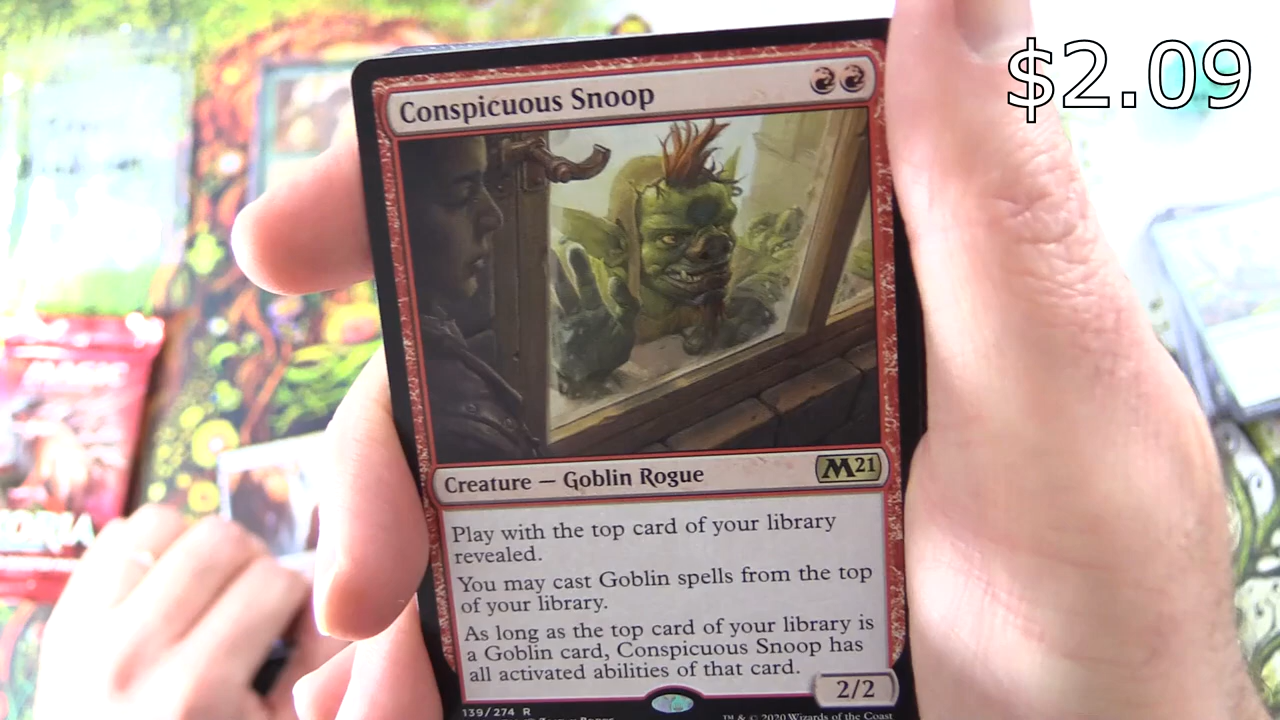 $2.09
Conspicuous Snoop
Creature — Goblin Rogue
M21
Play with the top card of your library
revealed.
You may cast Goblin spells from the top
of your library.
As long as the top card of your library is
a Goblin card, Conspicuous Snoop has
all activated abilities of that card.
2/2
139/274 R
™ & © 2020 Wizards of the Coast
MAGIC